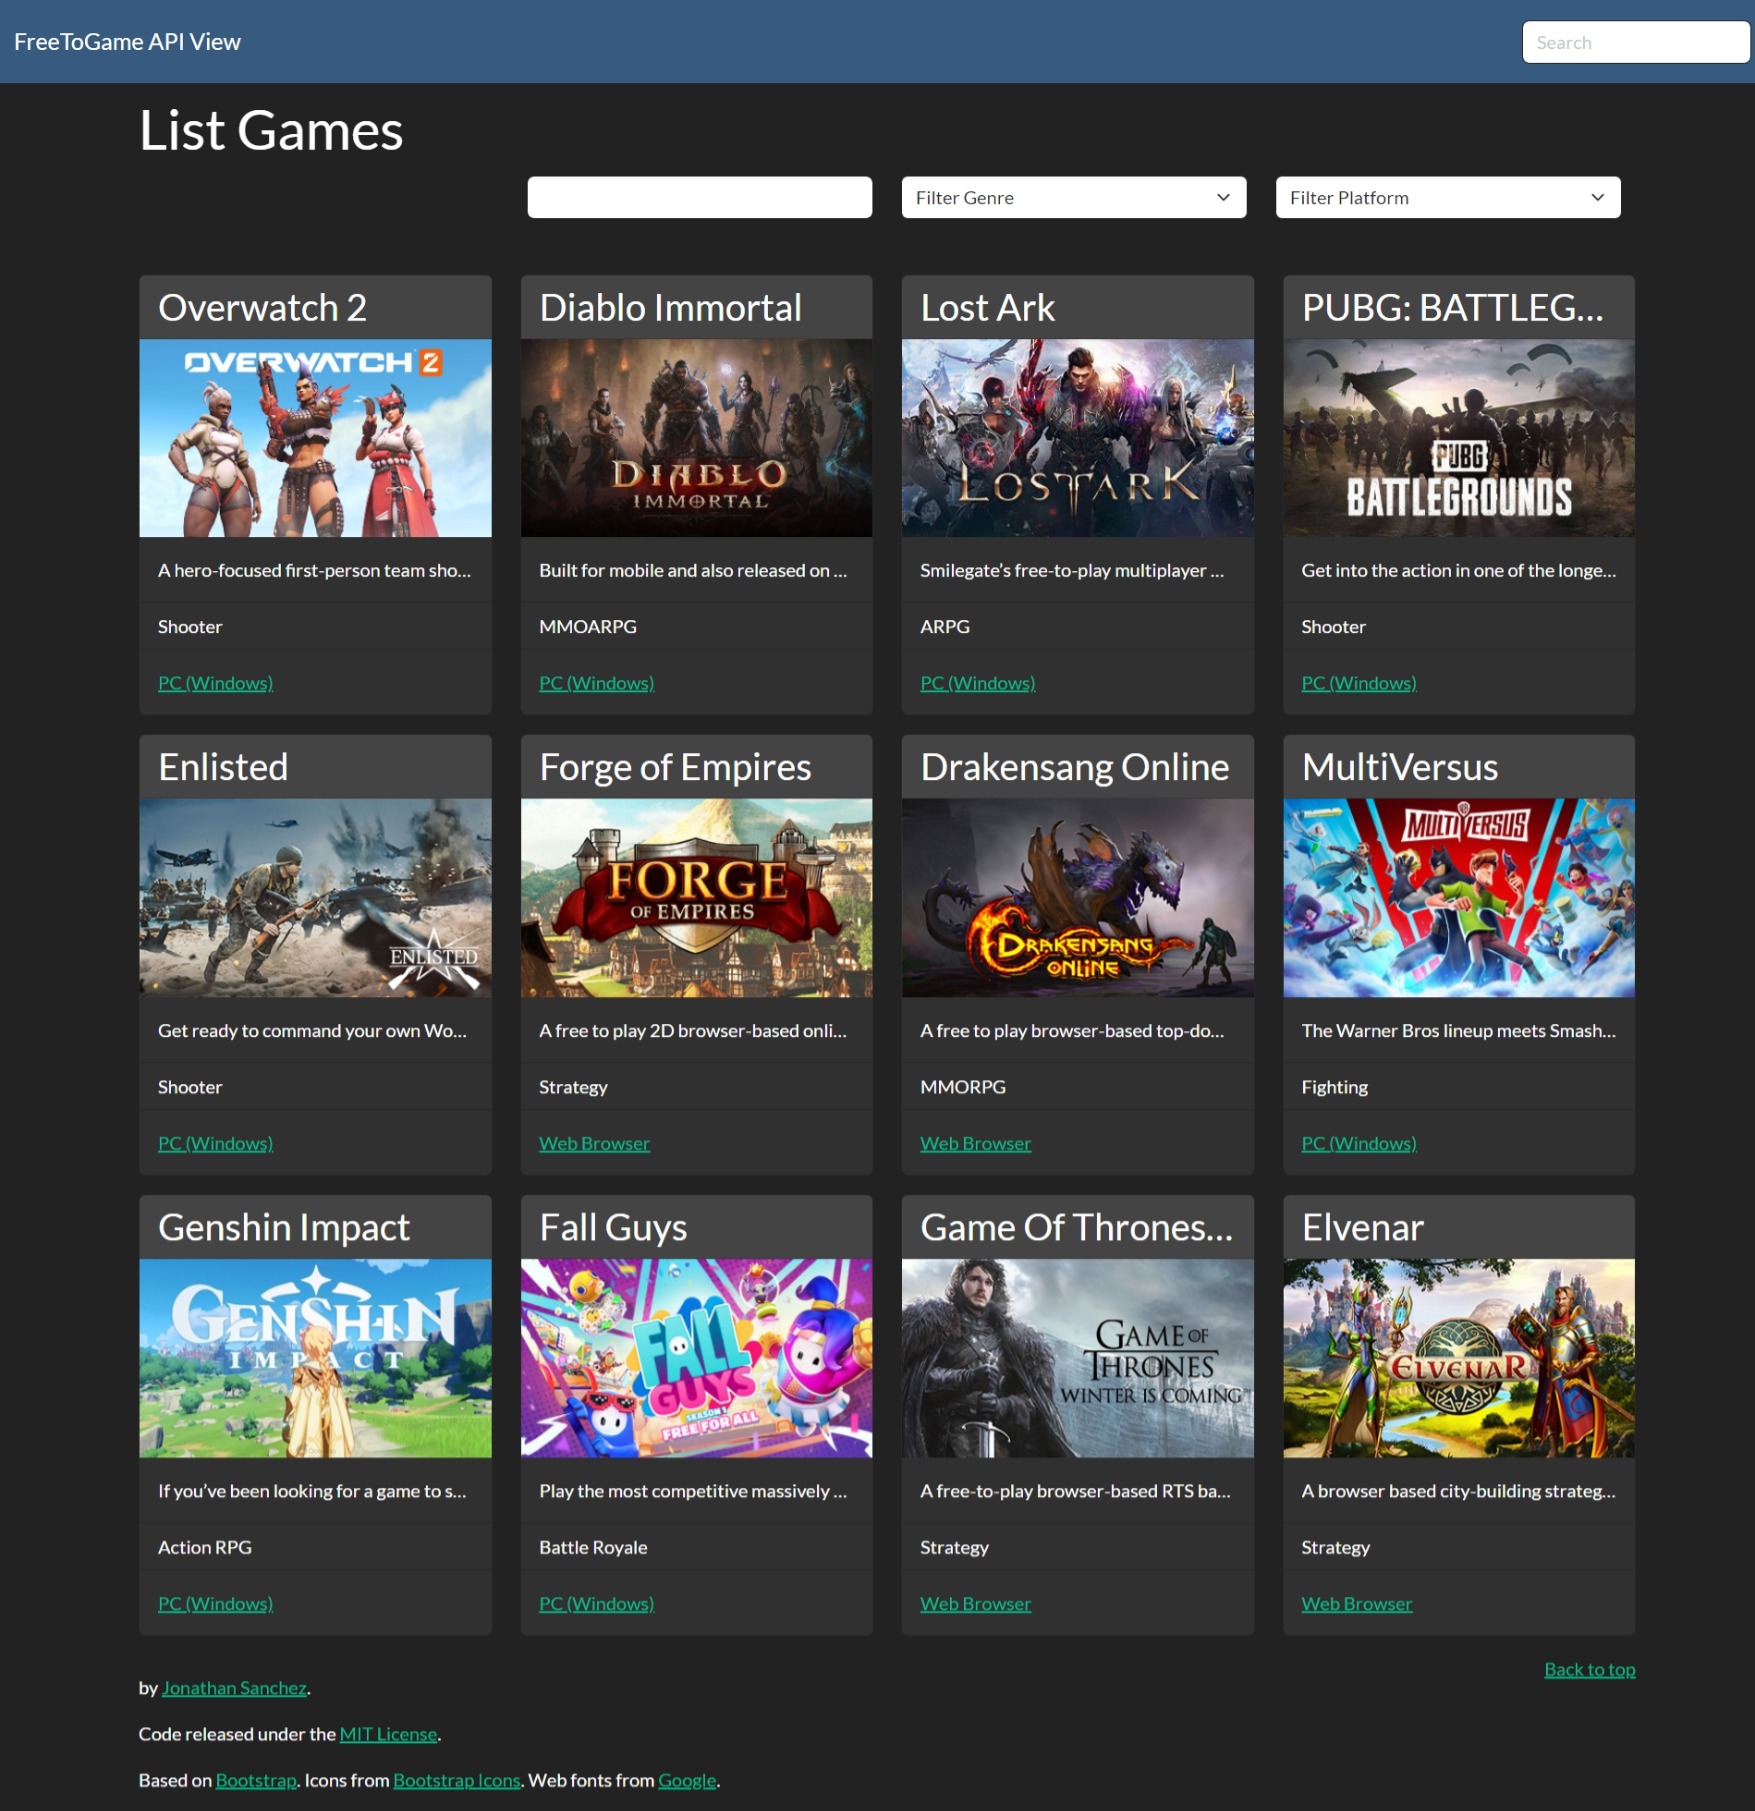 FreeToGame API View
Search
List Games
Filter Genre
Filter Platform
Overwatch 2
OVERWATCH 2
A hero-focused first-person team sho...
Shooter
PC (Windows)
Diablo Immortal
DIABLO
IMMORTAL
Built for mobile and also released on ...
MMOARPG
PC (Windows)
Lost Ark
LOST ARK
Smilegate’s free-to-play multiplayer ...
ARPG
PC (Windows)
PUBG: BATTLEG...
PUBG
BATTLEGROUNDS
Get into the action in one of the longe...
Shooter
PC (Windows)
Enlisted
ENLISTED
Get ready to command your own Wo...
Shooter
PC (Windows)
Forge of Empires
FORGE
OF EMPIRES
A free to play 2D browser-based onli...
Strategy
Web Browser
Drakensang Online
DRAKENSANG
ONLINE
A free to play browser-based top-do...
MMORPG
Web Browser
MultiVersus
MULTIVERSUS
The Warner Bros lineup meets Smash...
Fighting
PC (Windows)
Genshin Impact
GENSHIN
IMPACT
If you’ve been looking for a game to s...
Action RPG
PC (Windows)
Fall Guys
FALL
GUYS
SEASON 1
FREE FOR ALL
Play the most competitive massively ...
Battle Royale
PC (Windows)
Game Of Thrones...
GAME OF
THRONES
WINTER IS COMING
A free-to-play browser-based RTS ba...
Strategy
Web Browser
Elvenar
ELVENAR
A browser based city-building strateg...
Strategy
Web Browser
Back to top
by Jonathan Sanchez.
Code released under the MIT License.
Based on Bootstrap. Icons from Bootstrap Icons. Web fonts from Google.